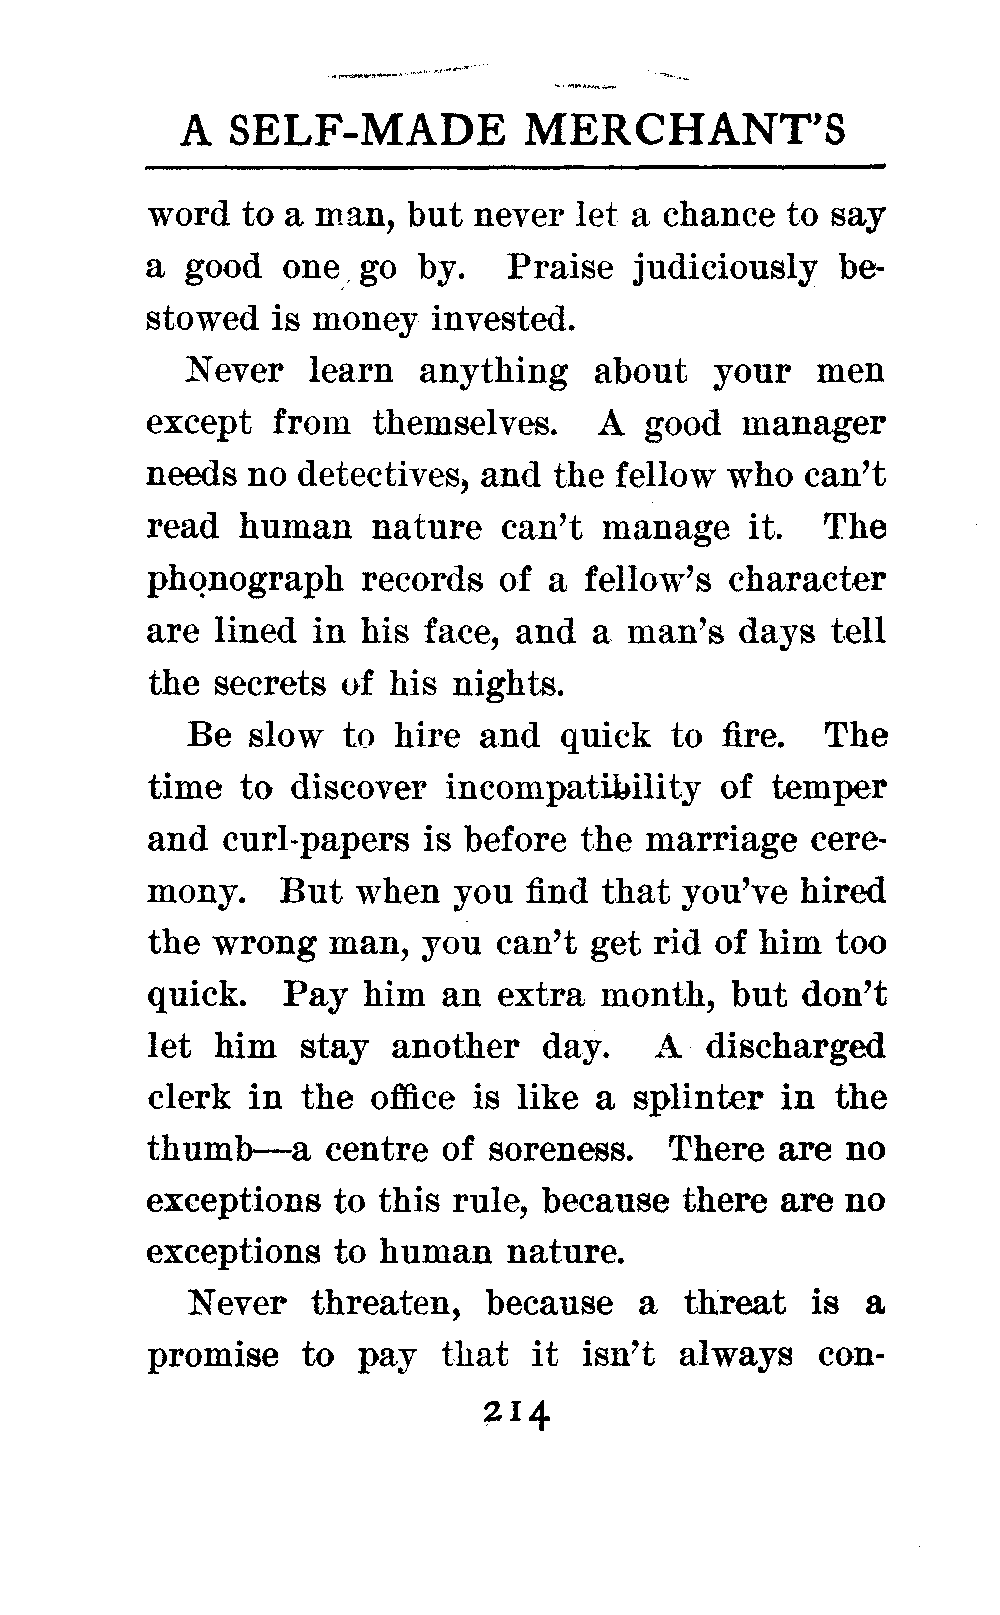 A SELF-MADE MERCHANT'S
word to a man, but never let a chance to say
a good one go by. Praise judiciously be-
stowed is money invested.
Never learn anything about your men
except from themselves. A good manager
needs no detectives, and the fellow who can't
read human nature can't manage it. The
phonograph records of a fellow's character
are lined in his face, and a man's days tell
the secrets of his nights.
Be slow to hire and quick to fire. The
time to discover incompatibility of temper
and curl-papers is before the marriage cere-
mony. But when you find that you've hired
the wrong man, you can't get rid of him too
quick. Pay him an extra month, but don't
let him stay another day. A discharged
clerk in the office is like a splinter in the
thumb—a centre of soreness. There are no
exceptions to this rule, because there are no
exceptions to human nature.
Never threaten, because a threat is a
promise to pay that it isn't always con-
214